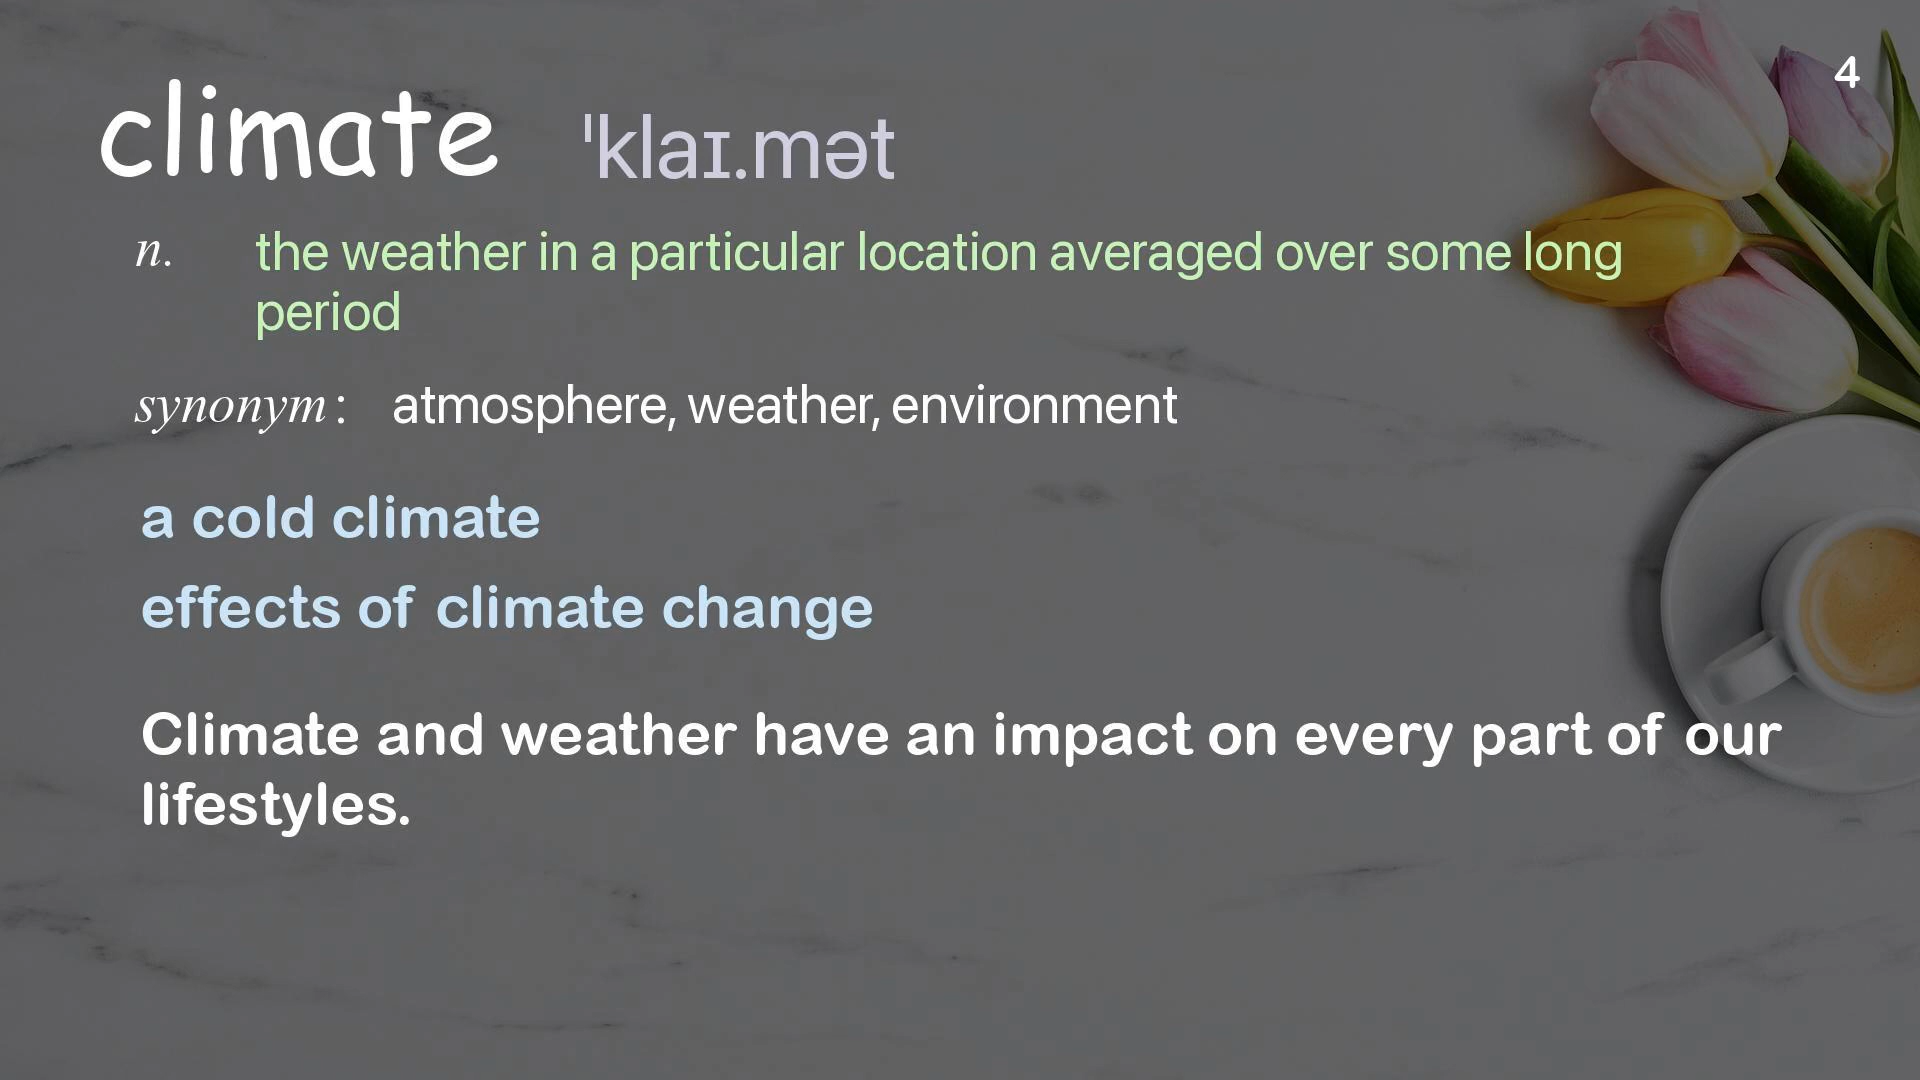 4
climate ˈklaɪ.mət
n. the weather in a particular location averaged over some long
period
synonym: atmosphere, weather, environment
a cold climate
effects of climate change
Climate and weather have an impact on every part of our
lifestyles.